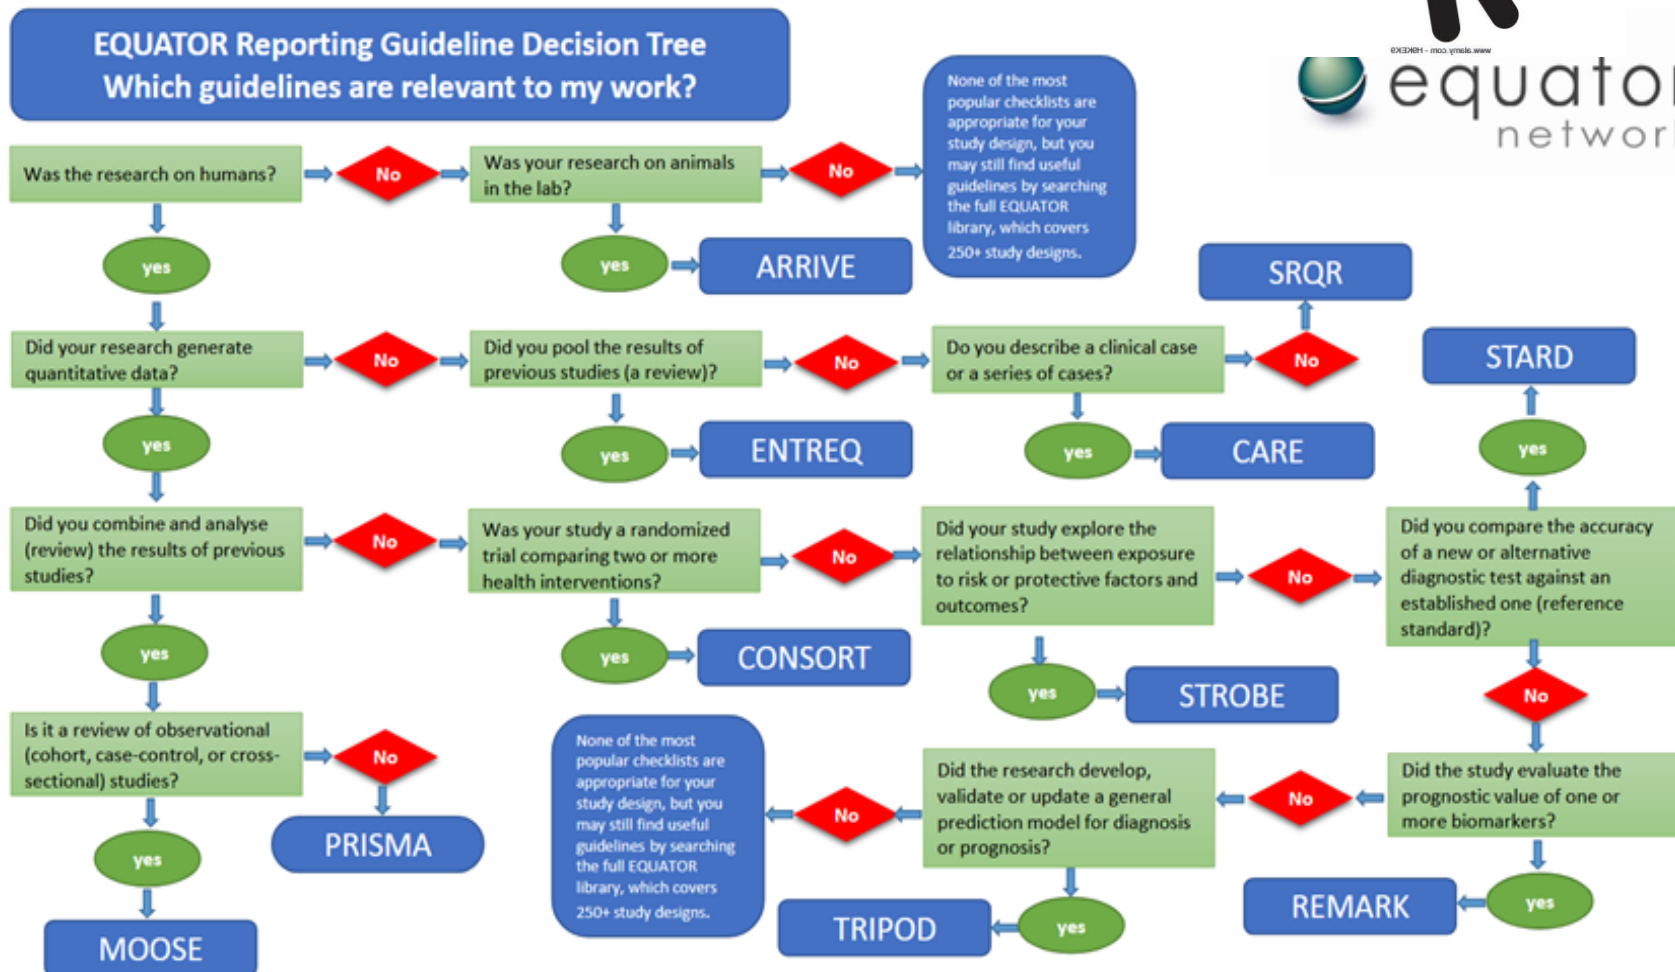 EQUATOR Reporting Guideline Decision Tree
Which guidelines are relevant to my work?
www.alamy.com - H9KEK9
equator
network
None of the most
popular checklists are
appropriate for your
study design, but you
may still find useful
guidelines by searching
the full EQUATOR
library, which covers
250+ study designs.
Was the research on humans?
No
Was your research on animals
in the lab?
No
yes
yes
ARRIVE
SRQR
Did your research generate
quantitative data?
No
Did you pool the results of
previous studies (a review)?
No
Do you describe a clinical case
or a series of cases?
No
STARD
yes
yes
ENTREQ
yes
CARE
yes
Did you combine and analyse
(review) the results of previous
studies?
No
Was your study a randomized
trial comparing two or more
health interventions?
No
Did your study explore the
relationship between exposure
to risk or protective factors and
outcomes?
No
Did you compare the accuracy
of a new or alternative
diagnostic test against an
established one (reference
standard)?
yes
yes
CONSORT
yes
STROBE
No
Is it a review of observational
(cohort, case-control, or cross-
sectional) studies?
No
PRISMA
None of the most
popular checklists are
appropriate for your
study design, but you
may still find useful
guidelines by searching
the full EQUATOR
library, which covers
250+ study designs.
No
Did the research develop,
validate or update a general
prediction model for diagnosis
or prognosis?
No
Did the study evaluate the
prognostic value of one or
more biomarkers?
yes
MOOSE
TRIPOD
yes
REMARK
yes